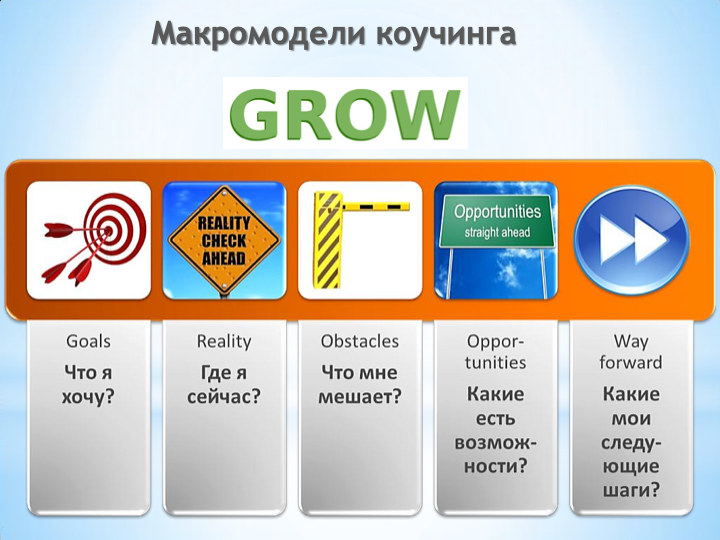 Макромодели коучинга
GROW
REALITY
CHECK
AHEAD
Opportunities
straight ahead
Goals
Что я
хочу?
Reality
Где я
сейчас?
Obstacles
Что мне
мешает?
Oppor-
tunities
Какие
есть
возмож-
ности?
Way
forward
Какие
мои
следу-
ющие
шаги?